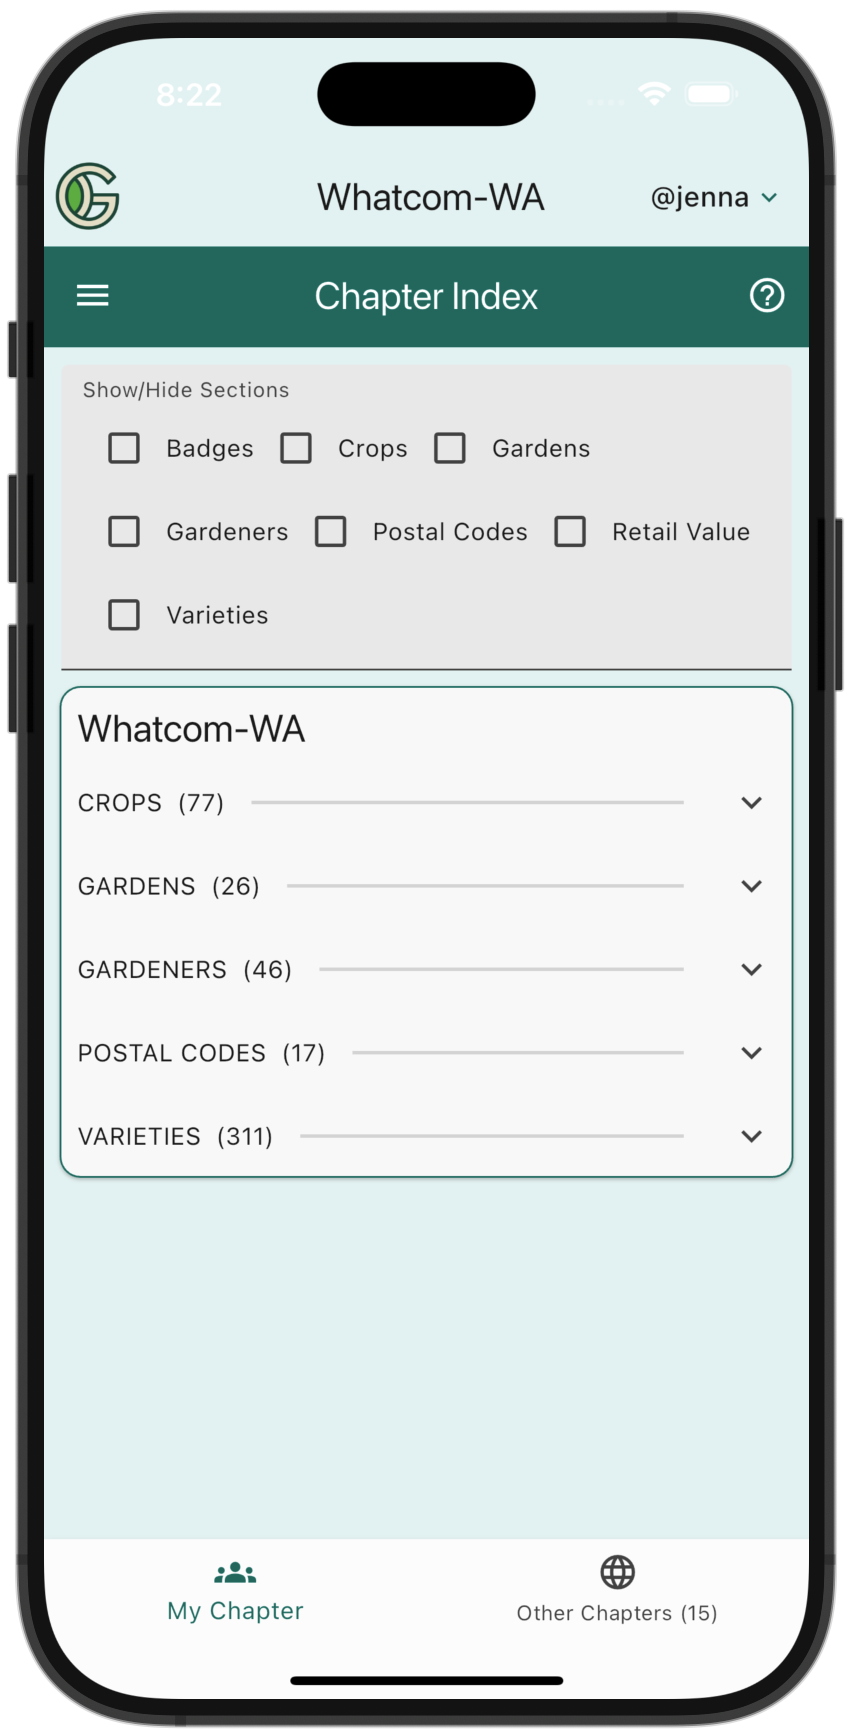 8:22
Whatcom-WA @jenna
Chapter Index
Show/Hide Sections
Badges Crops Gardens
Gardeners Postal Codes Retail Value
Varieties
Whatcom-WA
CROPS (77)
GARDENS (26)
GARDENERS (46)
POSTAL CODES (17)
VARIETIES (311)
My Chapter Other Chapters (15)